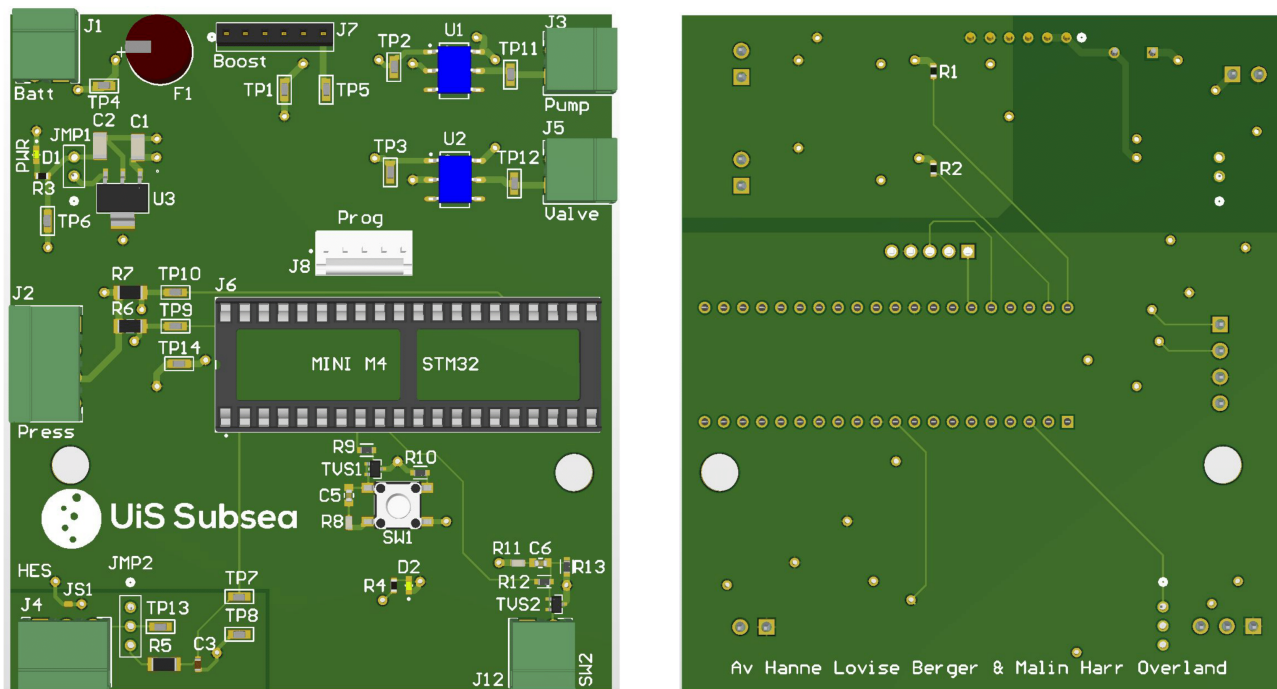 J1
J7
U1
J3
TP2
TP11
Boost
Batt
TP4
F1
TP1
TP5
Pump
C2 C1
JMP1
U2
J5
PWR
D1
TP3
TP12
R3
U3
TP6
Valve
Prog
J8
R7 TP10 J6
J2
R6 TP9
TP14
MINI M4 STM32
Press
R9
TVS1 R10
C5
UiS Subsea
R8
SW1
HES
JMP2
R11 C6
R13
D2
R4
R12
JS1
TP7
TVS2
J4
TP13
TP8
R5 C3
J12
SW2
R1
R2
Av Hanne Lovise Berger & Malin Harr Overland